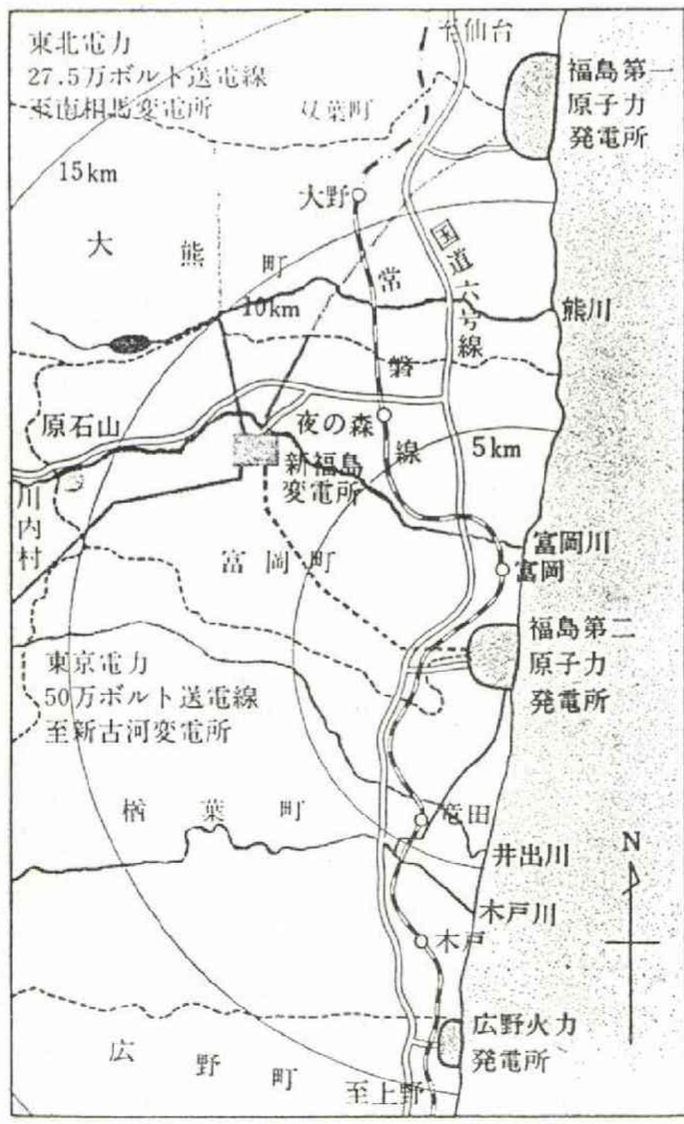 東北電力
27.5万ボルト送電線
至南相馬変電所
至仙台
福島第一
原子力
発電所
双葉町
15km
大野
大熊町
国道六号線
常磐線
10km
熊川
原石山
夜の森
5km
新福島
変電所
川内村
富岡町
富岡川
富岡
福島第二
原子力
発電所
東京電力
50万ボルト送電線
至新古河変電所
楢葉町
竜田
井出川
N
木戸川
木戸
広野火力
発電所
広野町
至上野